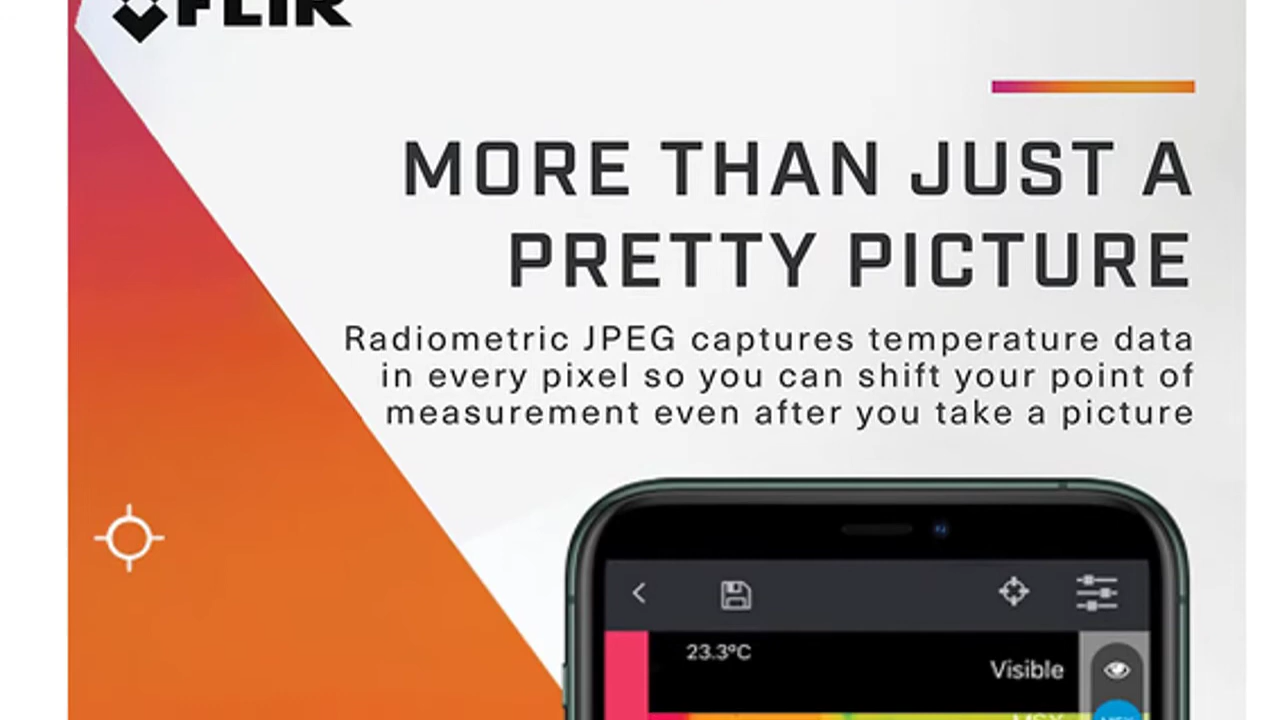 FLIR
MORE THAN JUST A
PRETTY PICTURE
Radiometric JPEG captures temperature data
in every pixel so you can shift your point of
measurement even after you take a picture
23.3°C
Visible
MSX